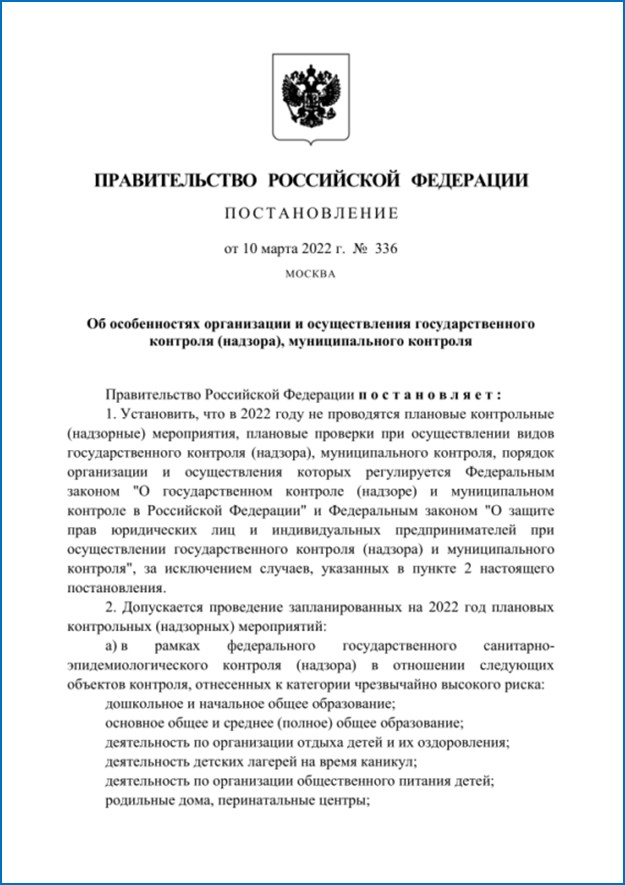 ПРАВИТЕЛЬСТВО РОССИЙСКОЙ ФЕДЕРАЦИИ
ПОСТАНОВЛЕНИЕ
от 10 марта 2022 г. № 336
МОСКВА
Об особенностях организации и осуществления государственного
контроля (надзора), муниципального контроля
Правительство Российской Федерации постановляет:
1. Установить, что в 2022 году не проводятся плановые контрольные
(надзорные) мероприятия, плановые проверки при осуществлении видов
государственного контроля (надзора), муниципального контроля, порядок
организации и осуществления которых регулируется Федеральным
законом "О государственном контроле (надзоре) и муниципальном
контроле в Российской Федерации" и Федеральным законом "О защите
прав юридических лиц и индивидуальных предпринимателей при
осуществлении государственного контроля (надзора) и муниципального
контроля", за исключением случаев, указанных в пункте 2 настоящего
постановления.
2. Допускается проведение запланированных на 2022 год плановых
контрольных (надзорных) мероприятий:
а) в рамках федерального государственного санитарно-
эпидемиологического контроля (надзора) в отношении следующих
объектов контроля, отнесенных к категории чрезвычайно высокого риска:
дошкольное и начальное общее образование;
основное общее и среднее (полное) общее образование;
деятельность по организации отдыха детей и их оздоровления;
деятельность детских лагерей на время каникул;
деятельность по организации общественного питания детей;
родильные дома, перинатальные центры;